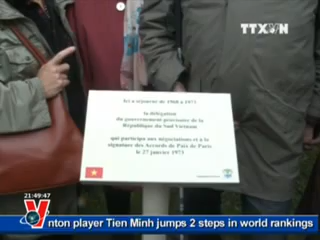 TTXVN
Ici a séjourné de 1968 à 1973
la délégation
du gouvernement provisoire de la
République du Sud Vietnam
qui participa aux négociations et à la
signature des Accords de Paix de Paris
le 27 janvier 1973
21:49:47
V
nton player Tien Minh jumps 2 steps in world rankings